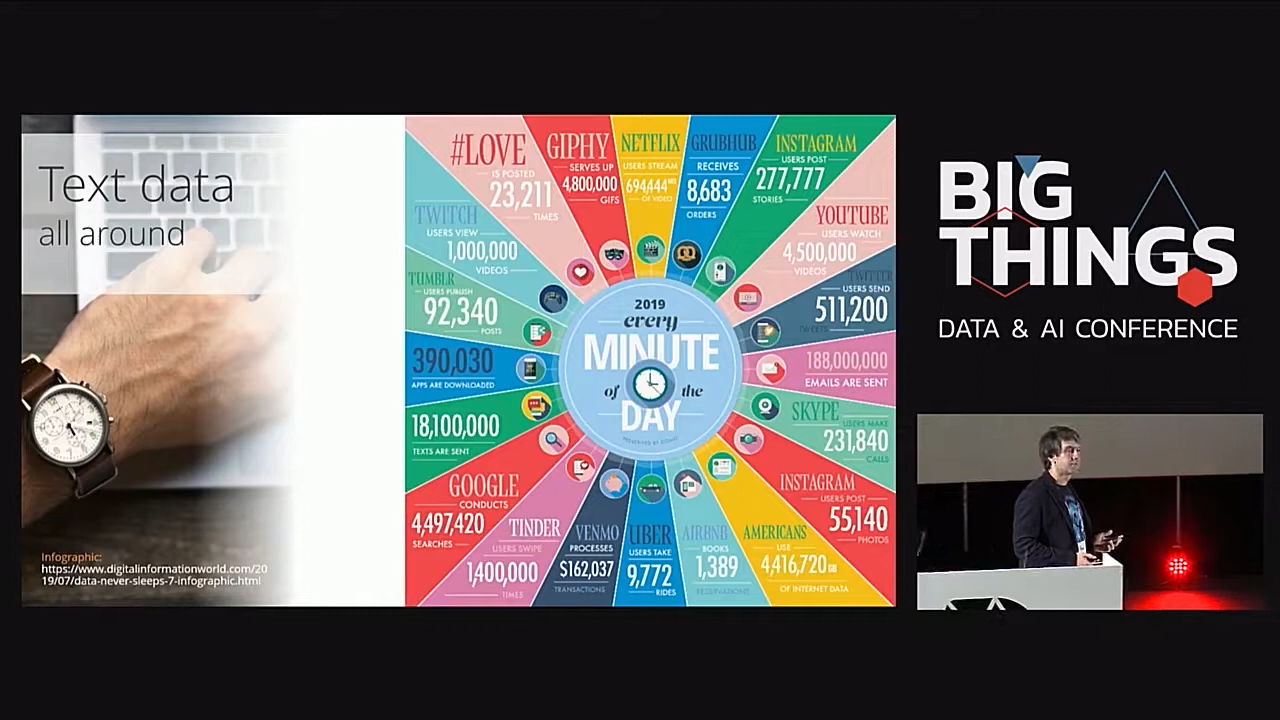 Text data
all around
Infographic:
https://www.digitalinformationworld.com/20
19/07/data-never-sleeps-7-infographic.html
#LOVE
IS POSTED
23,211
TIMES
GIPHY
SERVES UP
4,800,000
GIFS
NETFLIX
USERS STREAM
694,444
OF VIDEO
GRUBHUB
RECEIVES
8,683
ORDERS
INSTAGRAM
USERS POST
277,777
STORIES
YOUTUBE
USERS WATCH
4,500,000
VIDEOS
TWITTER
USERS SEND
511,200
TWEETS
188,000,000
EMAILS ARE SENT
SKYPE
USERS MAKE
231,840
CALLS
INSTAGRAM
USERS POST
55,140
PHOTOS
AMERICANS
USE
4,416,720 GB
OF INTERNET DATA
AIRBNB
BOOKS
1,389
RESERVATIONS
UBER
USERS TAKE
9,772
RIDES
VENMO
PROCESSES
$162,037
TRANSACTIONS
TINDER
USERS SWIPE
1,400,000
TIMES
GOOGLE
CONDUCTS
4,497,420
SEARCHES
18,100,000
TEXTS ARE SENT
390,030
APPS ARE DOWNLOADED
TUMBLR
USERS PUBLISH
92,340
POSTS
TWITCH
USERS VIEW
1,000,000
VIDEOS
2019
every
MINUTE
of the
DAY
PRESENTED BY DOMO
BIG
THINGS
DATA & AI CONFERENCE